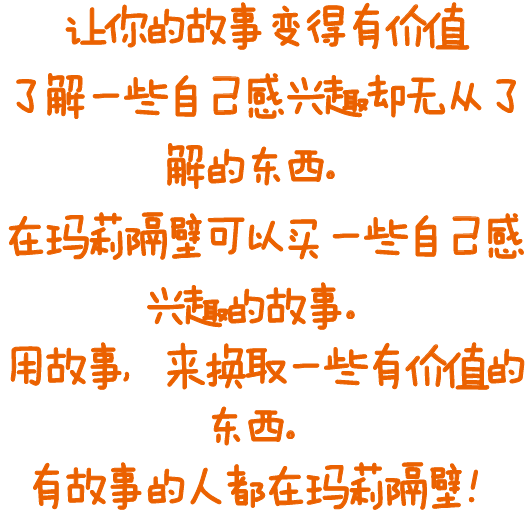 让你的故事变得有价值
了解一些自己感兴趣却无从了
解的东西。
在玛莉隔壁可以买一些自己感
兴趣的故事。
用故事，来换取一些有价值的
东西。
有故事的人都在玛莉隔壁！